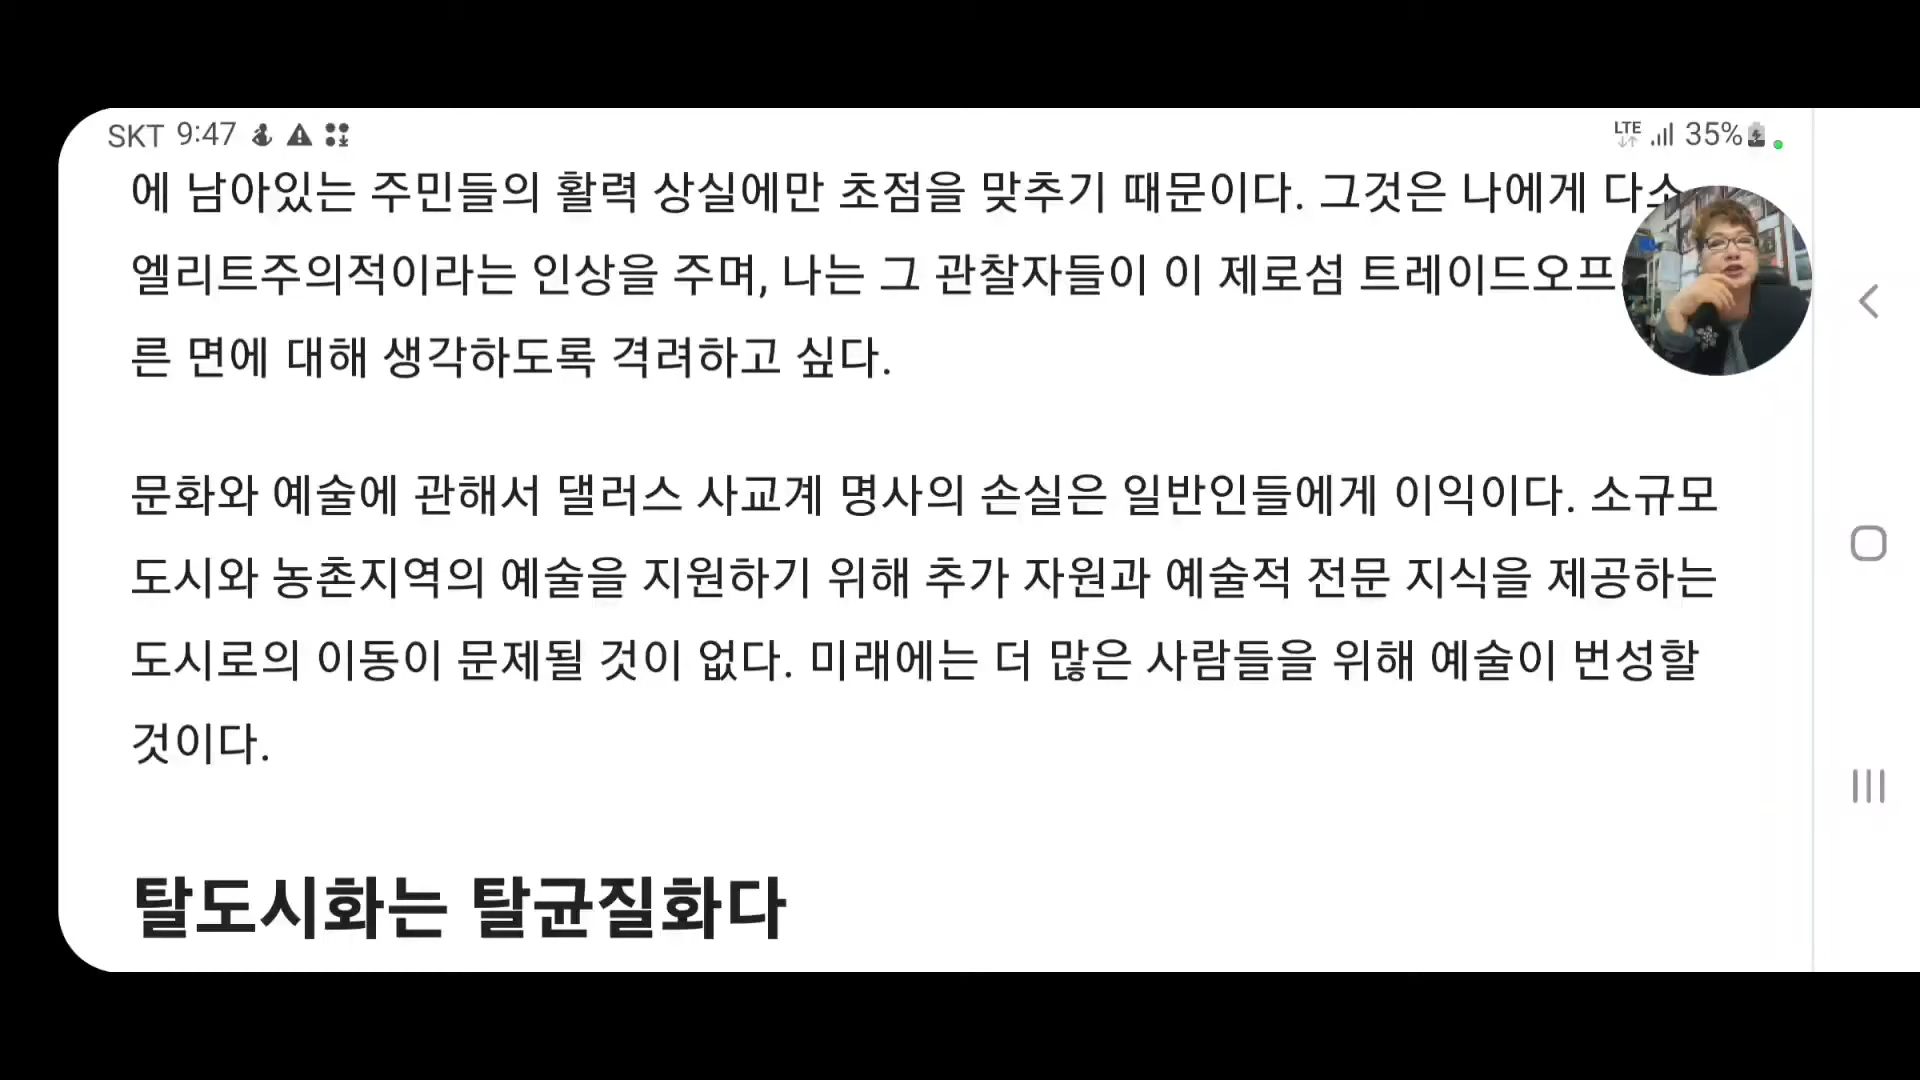 SKT 9:47
LTE 35%
에 남아있는 주민들의 활력 상실에만 초점을 맞추기 때문이다. 그것은 나에게 다소
엘리트주의적이라는 인상을 주며, 나는 그 관찰자들이 이 제로섬 트레이드오프
른 면에 대해 생각하도록 격려하고 싶다.
문화와 예술에 관해서 댈러스 사교계 명사의 손실은 일반인들에게 이익이다. 소규모
도시와 농촌지역의 예술을 지원하기 위해 추가 자원과 예술적 전문 지식을 제공하는
도시로의 이동이 문제될 것이 없다. 미래에는 더 많은 사람들을 위해 예술이 번성할
것이다.
탈도시화는 탈균질화다